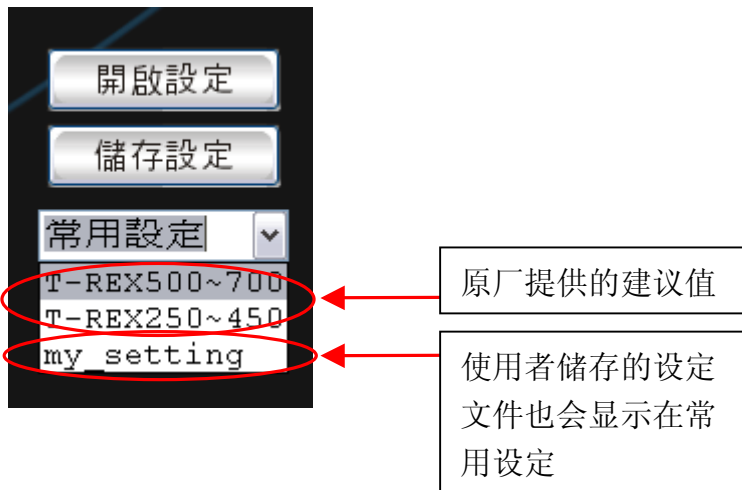 開啟設定
儲存設定
常用設定
T-REX500~700
T-REX250~450
my_setting
原厂提供的建议值
使用者储存的设定
文件也会显示在常
用设定